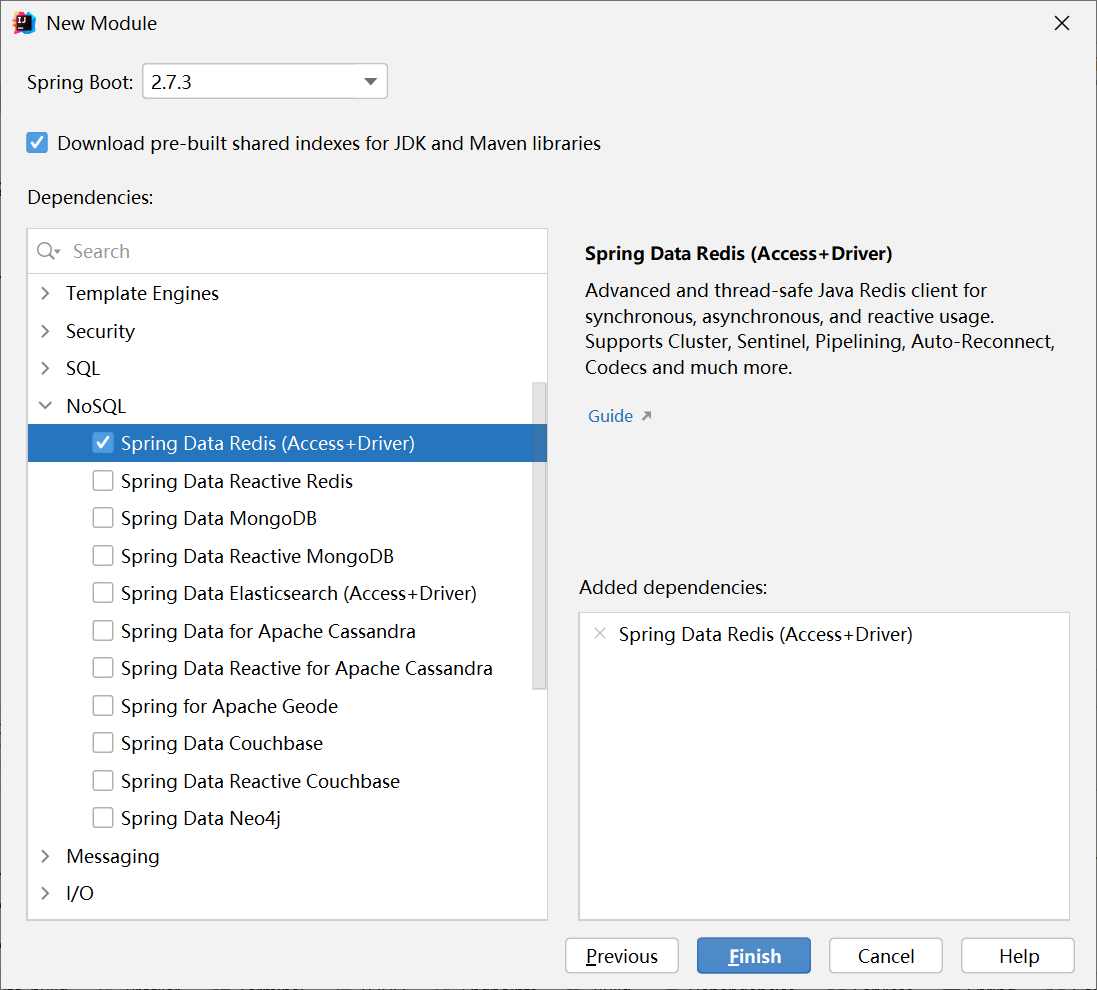 New Module
Spring Boot: 2.7.3
Download pre-built shared indexes for JDK and Maven libraries
Dependencies:
Search
Template Engines
Security
SQL
NoSQL
Spring Data Redis (Access+Driver)
Spring Data Reactive Redis
Spring Data MongoDB
Spring Data Reactive MongoDB
Spring Data Elasticsearch (Access+Driver)
Spring Data for Apache Cassandra
Spring Data Reactive for Apache Cassandra
Spring for Apache Geode
Spring Data Couchbase
Spring Data Reactive Couchbase
Spring Data Neo4j
Messaging
I/O
Spring Data Redis (Access+Driver)
Advanced and thread-safe Java Redis client for
synchronous, asynchronous, and reactive usage.
Supports Cluster, Sentinel, Pipelining, Auto-Reconnect,
Codecs and much more.
Guide
Added dependencies:
Spring Data Redis (Access+Driver)
Previous Finish Cancel Help